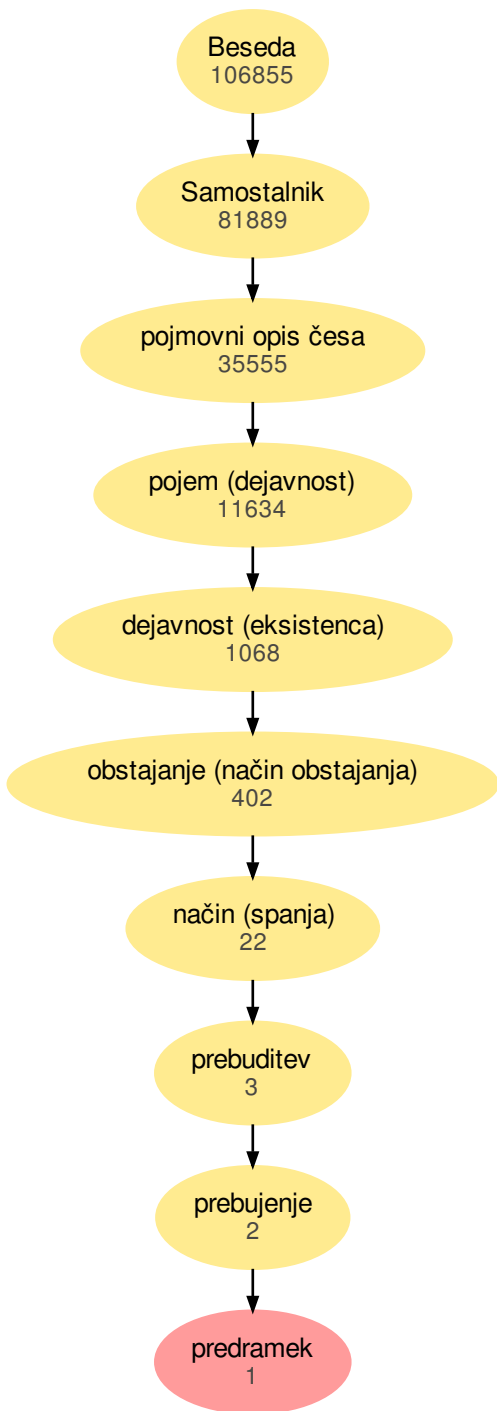 Beseda
106855
Samostalnik
81889
pojmovni opis česa
35555
pojem (dejavnost)
11634
dejavnost (eksistenca)
1068
obstajanje (način obstajanja)
402
način (spanja)
22
prebuditev
3
prebujenje
2
predramek
1